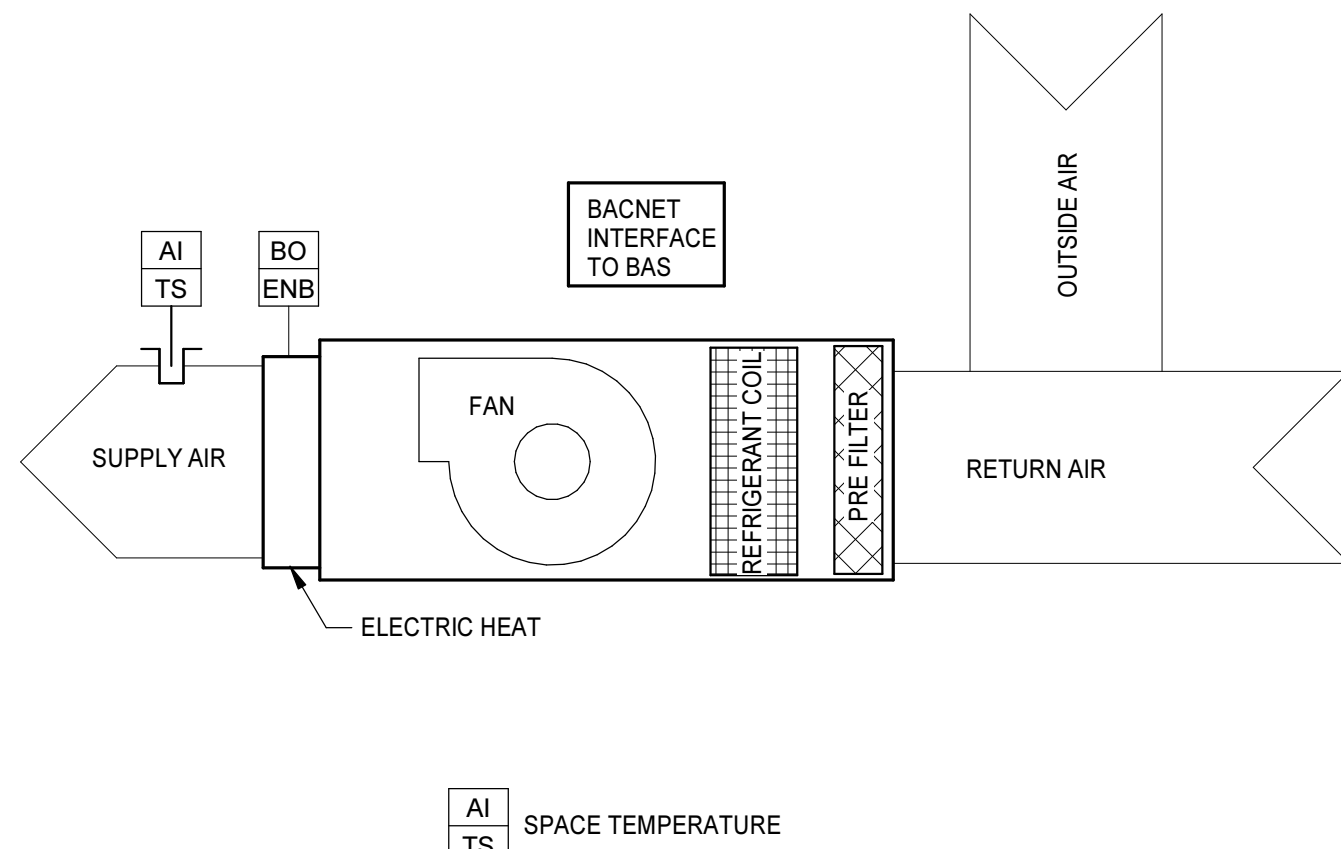 OUTSIDE AIR
BACNET
INTERFACE
TO BAS
AI
TS
BO
ENB
FAN
REFRIGERANT COIL
PRE FILTER
SUPPLY AIR
RETURN AIR
ELECTRIC HEAT
AI
TS
SPACE TEMPERATURE